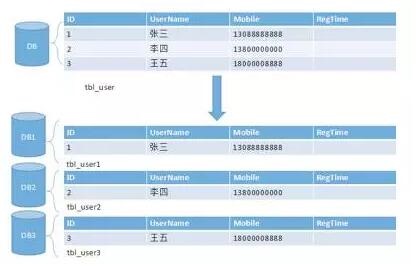 ID UserName Mobile RegTime
DB
1 张三 13088888888
2 李四 13800000000
3 王五 18000008888
tbl_user
ID UserName Mobile RegTime
DB1
1 张三 13088888888
tbl_user1
ID UserName Mobile RegTime
DB2
2 李四 13800000000
tbl_user2
ID UserName Mobile RegTime
DB3
3 王五 18000008888
tbl_user3